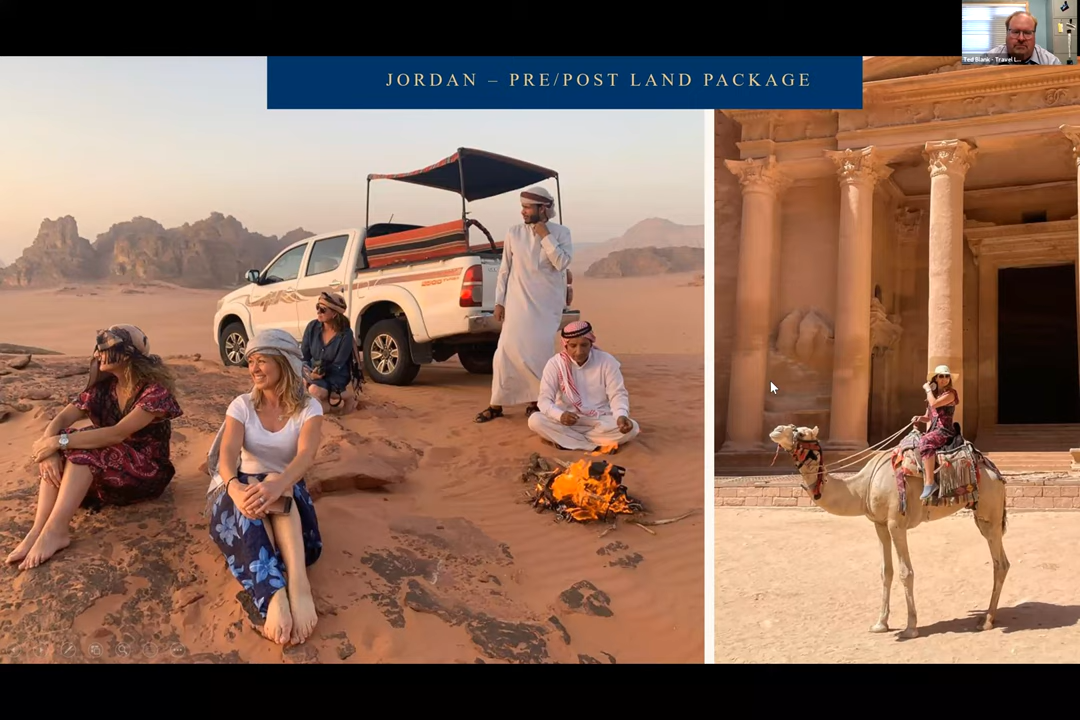 JORDAN – PRE/POST LAND PACKAGE
Ted Blank - Travel L...